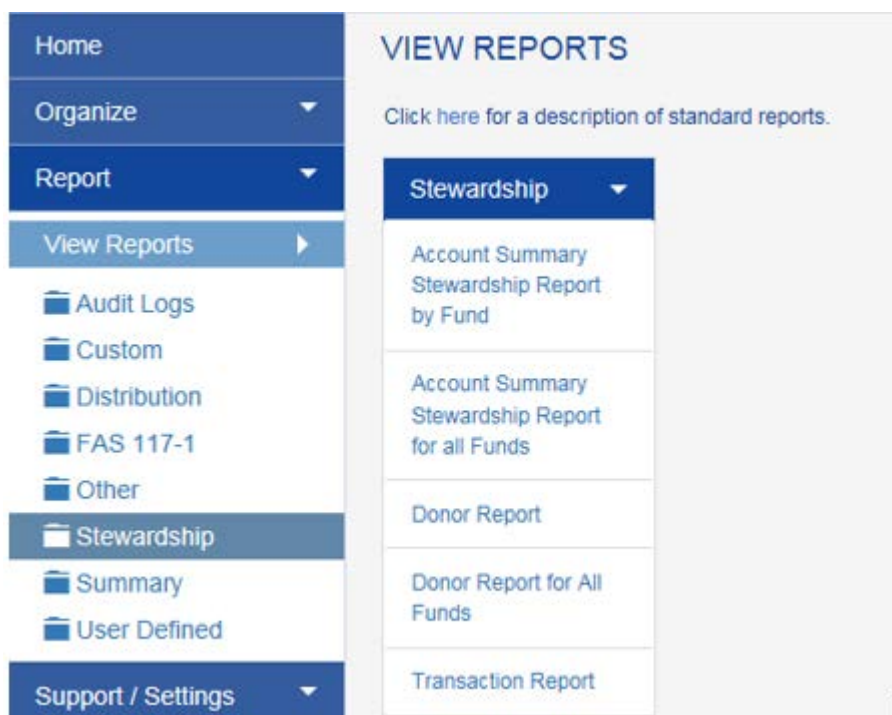 Home
Organize
Report
View Reports
Audit Logs
Custom
Distribution
FAS 117-1
Other
Stewardship
Summary
User Defined
Support / Settings
VIEW REPORTS
Click here for a description of standard reports.
Stewardship
Account Summary
Stewardship Report
by Fund
Account Summary
Stewardship Report
for all Funds
Donor Report
Donor Report for All
Funds
Transaction Report